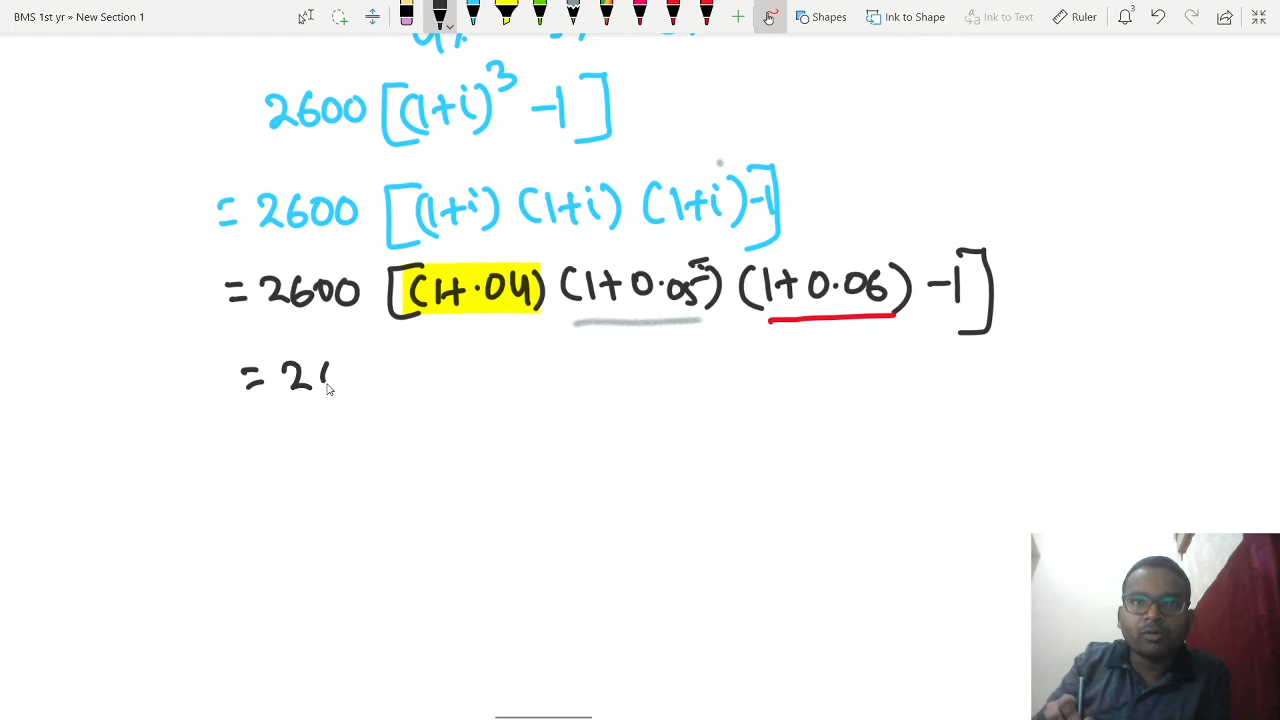 BMS 1st yr » New Section 1
Shapes Ink to Shape Ink to Text Ruler
4%
2600 [(1+i)³ -1]
= 2600 [(1+i) (1+i) (1+i) -1]
= 2600 [(1+.04) (1+0.05) (1+0.06) -1]
= 2